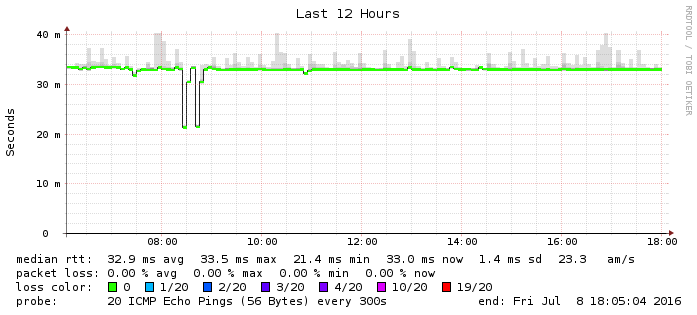 Last 12 Hours
RRDTOOL / TOBI OETIKER
Seconds
40 m
30 m
20 m
10 m
0
08:00 10:00 12:00 14:00 16:00 18:00
median rtt: 32.9 ms avg 33.5 ms max 21.4 ms min 33.0 ms now 1.4 ms sd 23.3 am/s
packet loss: 0.00 % avg 0.00 % max 0.00 % min 0.00 % now
loss color: 0 1/20 2/20 3/20 4/20 10/20 19/20
probe: 20 ICMP Echo Pings (56 Bytes) every 300s end: Fri Jul 8 18:05:04 2016